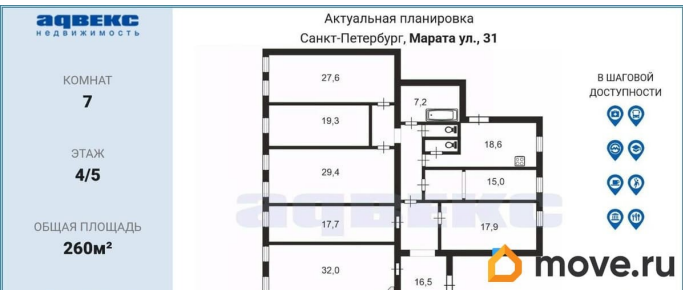 адвекс
недвижимость
КОМНАТ
7
ЭТАЖ
4/5
ОБЩАЯ ПЛОЩАДЬ
260м²
Актуальная планировка
Санкт-Петербург, Марата ул., 31
27,6
7,2
19,3
18,6
29,4
15,0
17,7
17,9
32,0
16,5
адвекс
move.ru
В ШАГОВОЙ
ДОСТУПНОСТИ